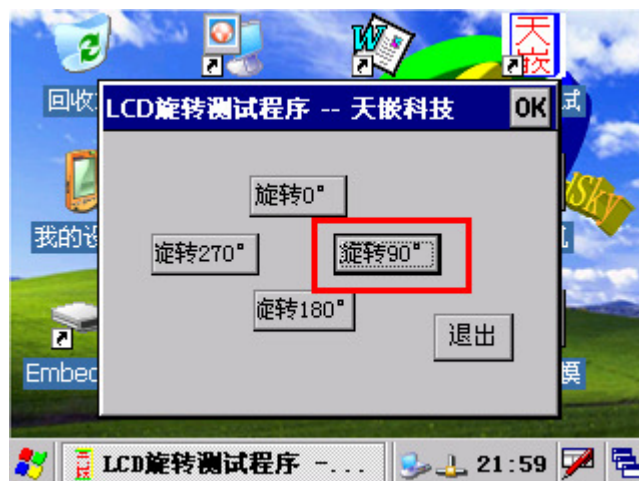 天嵌
回收
试
LCD旋转测试程序 -- 天嵌科技 OK
旋转0°
我的设
旋转270°
旋转90°
旋转180°
退出
Embed
模
LCD旋转测试程序 -... 21:59